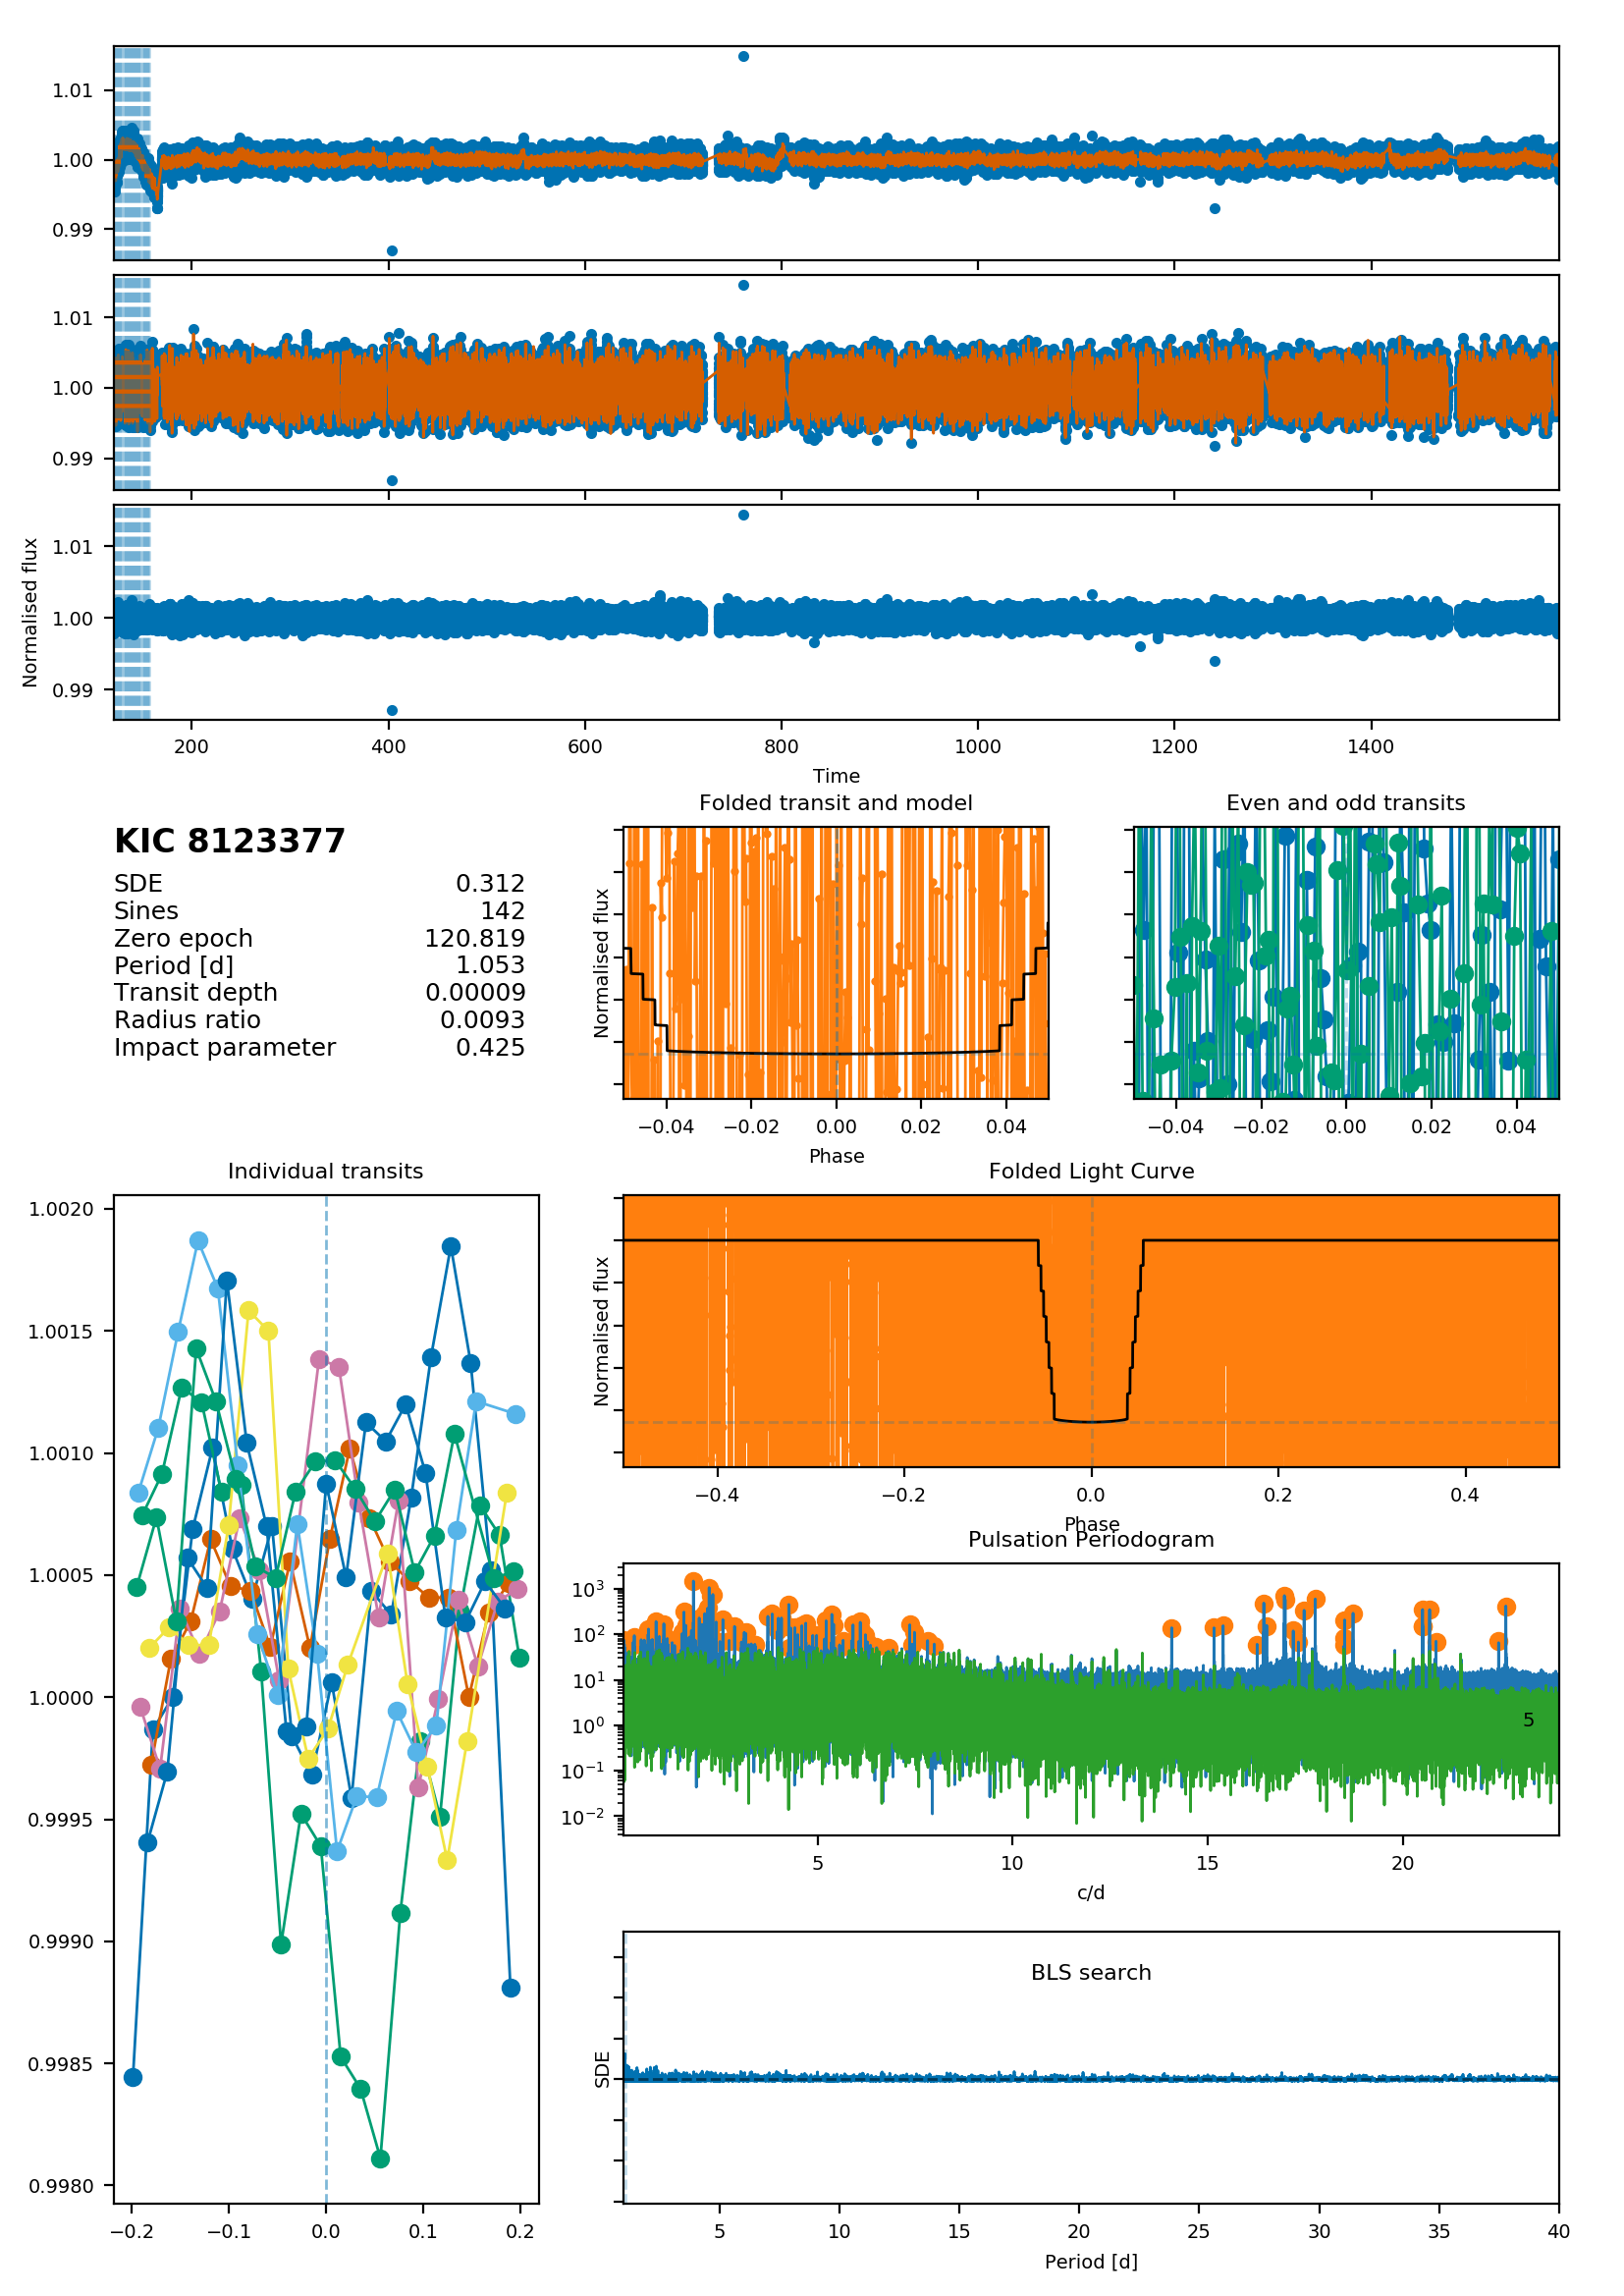 1.01
1.00
0.99
1.01
1.00
0.99
1.01
1.00
0.99
Normalised flux
200 400 600 800 1000 1200 1400
Time
KIC 8123377
SDE 0.312
Sines 142
Zero epoch 120.819
Period [d] 1.053
Transit depth 0.00009
Radius ratio 0.0093
Impact parameter 0.425
Folded transit and model
Normalised flux
−0.04 −0.02 0.00 0.02 0.04
Phase
Even and odd transits
−0.04 −0.02 0.00 0.02 0.04
Individual transits
1.0020
1.0015
1.0010
1.0005
1.0000
0.9995
0.9990
0.9985
0.9980
−0.2 −0.1 0.0 0.1 0.2
Folded Light Curve
Normalised flux
−0.4 −0.2 0.0 0.2 0.4
Phase
Pulsation Periodogram
10³
10²
10¹
10⁰
10⁻¹
10⁻²
5
5 10 15 20
c/d
BLS search
SDE
5 10 15 20 25 30 35 40
Period [d]